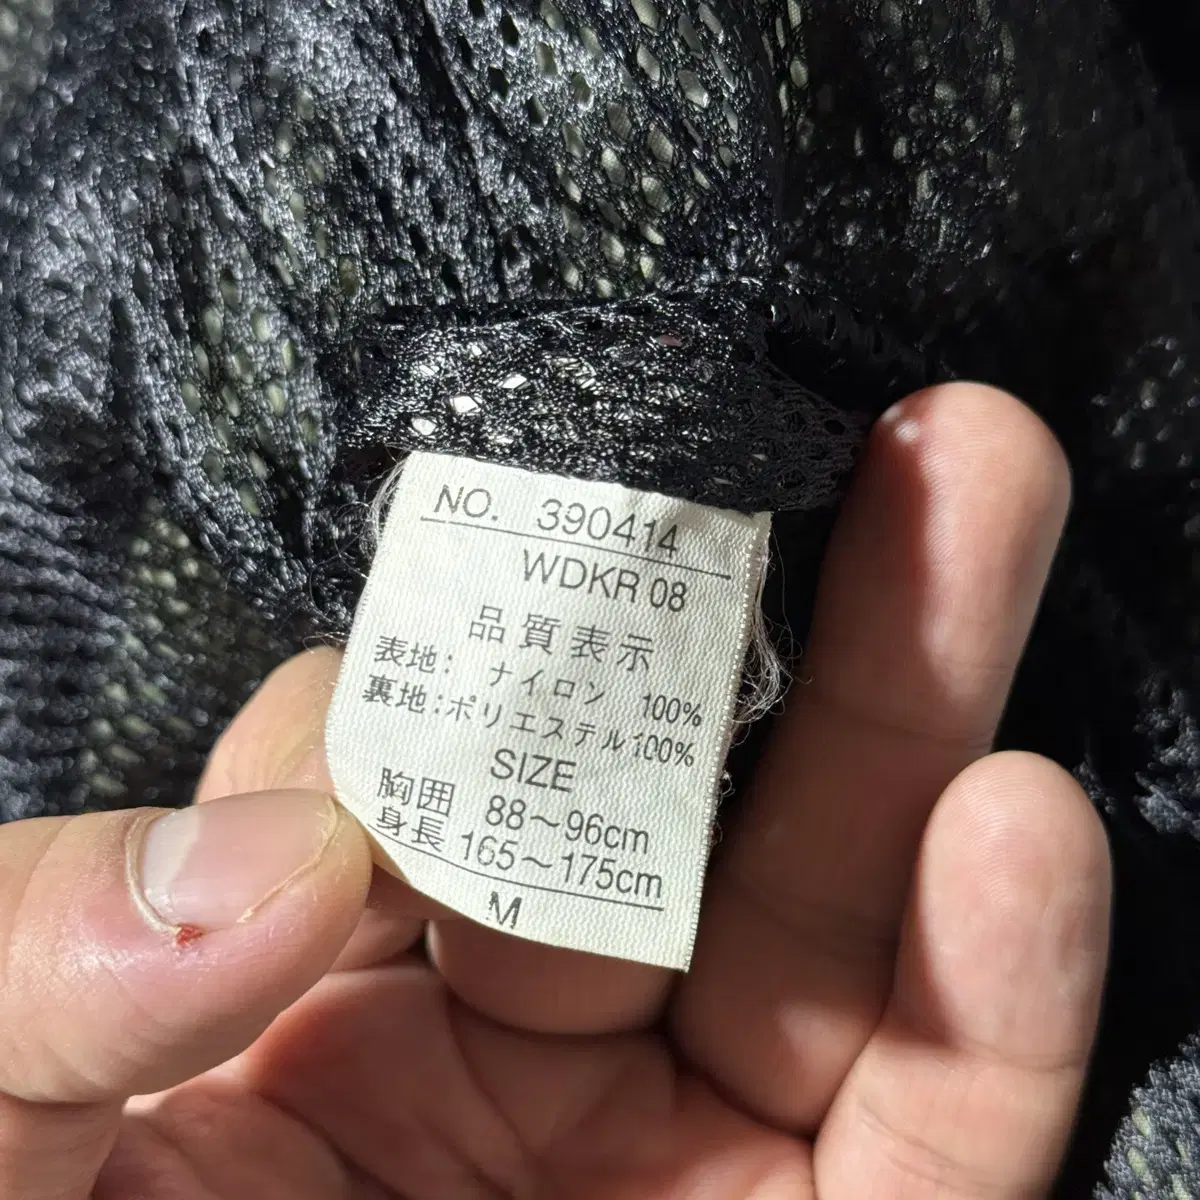 NO. 390414
WDKR 08
品質表示
表地: ナイロン 100%
裏地:ポリエステル100%
SIZE
胸囲 88～96cm
身長 165～175cm
M